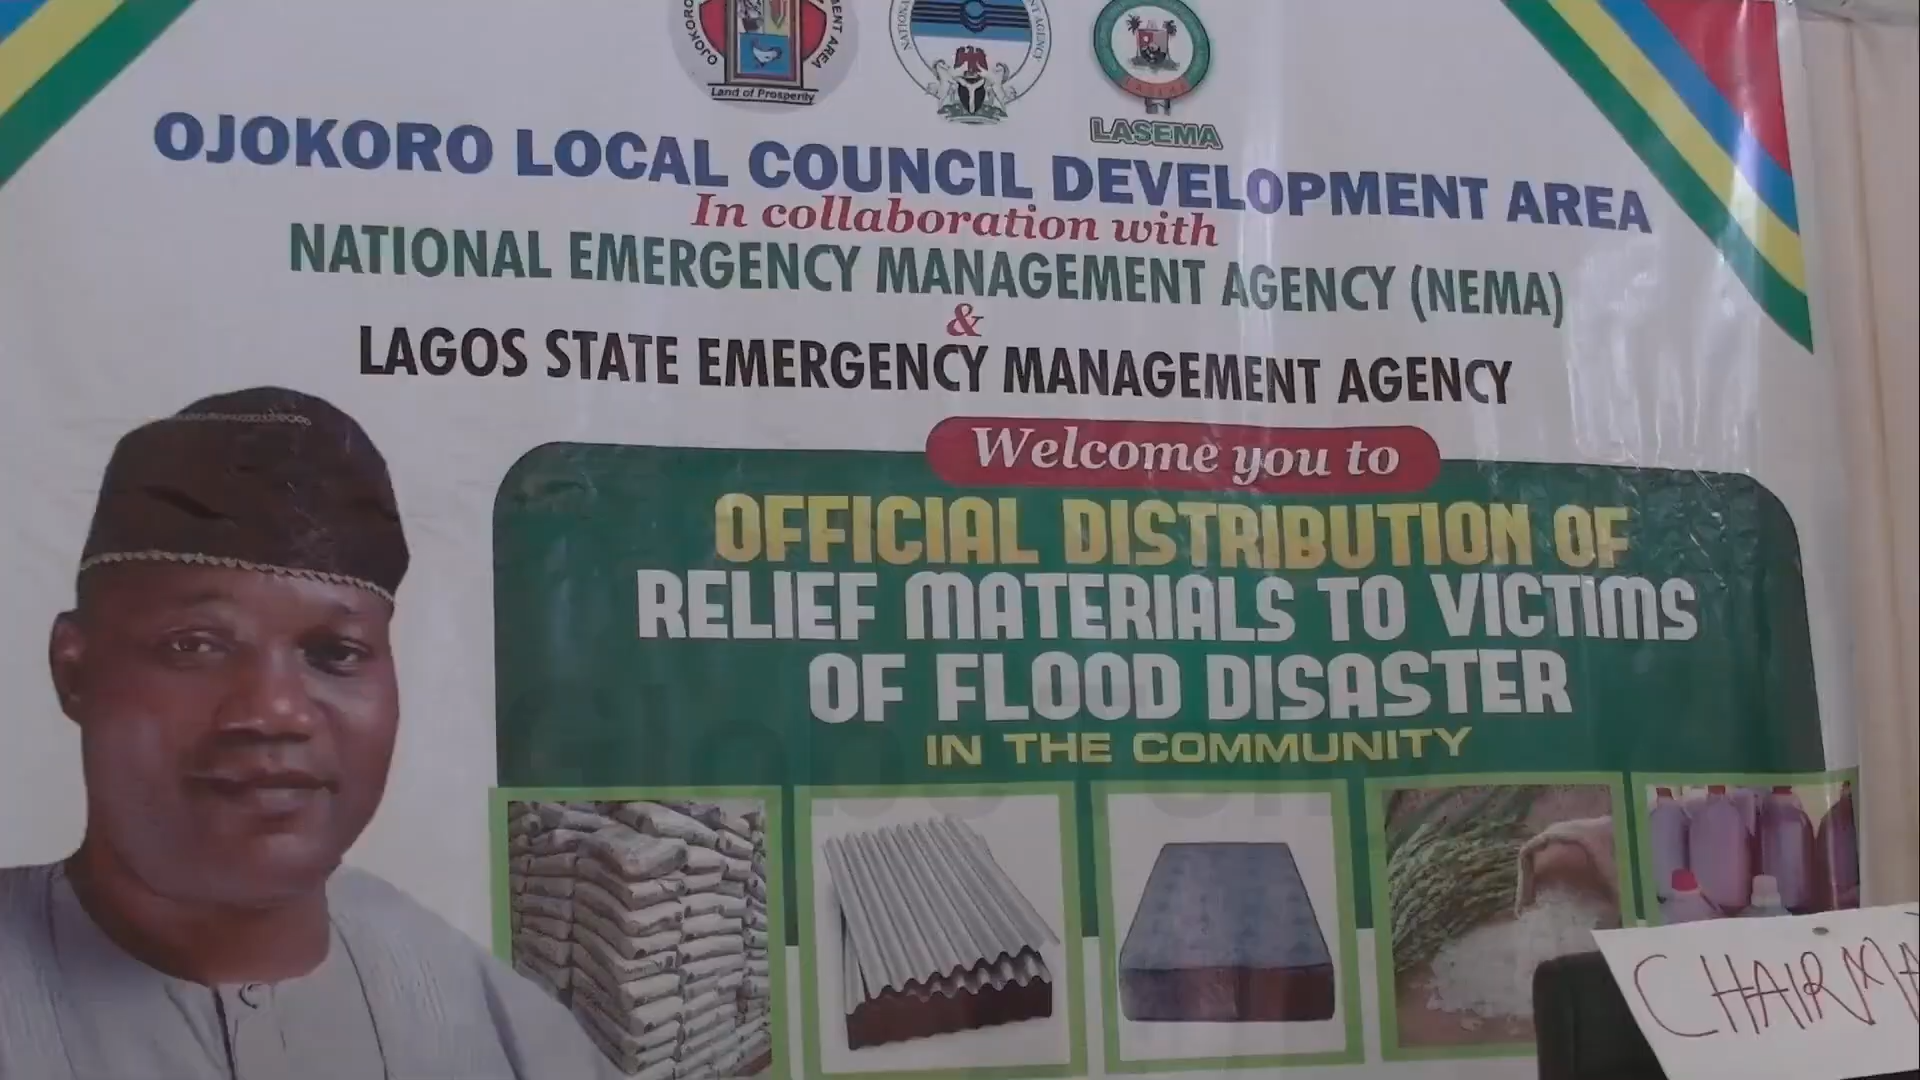 Land of Prosperity
LASEMA
OJOKORO LOCAL COUNCIL DEVELOPMENT AREA
In collaboration with
NATIONAL EMERGENCY MANAGEMENT AGENCY (NEMA)
&
LAGOS STATE EMERGENCY MANAGEMENT AGENCY
Welcome you to
OFFICIAL DISTRIBUTION OF
RELIEF MATERIALS TO VICTIMS
OF FLOOD DISASTER
IN THE COMMUNITY
CHAIRMA